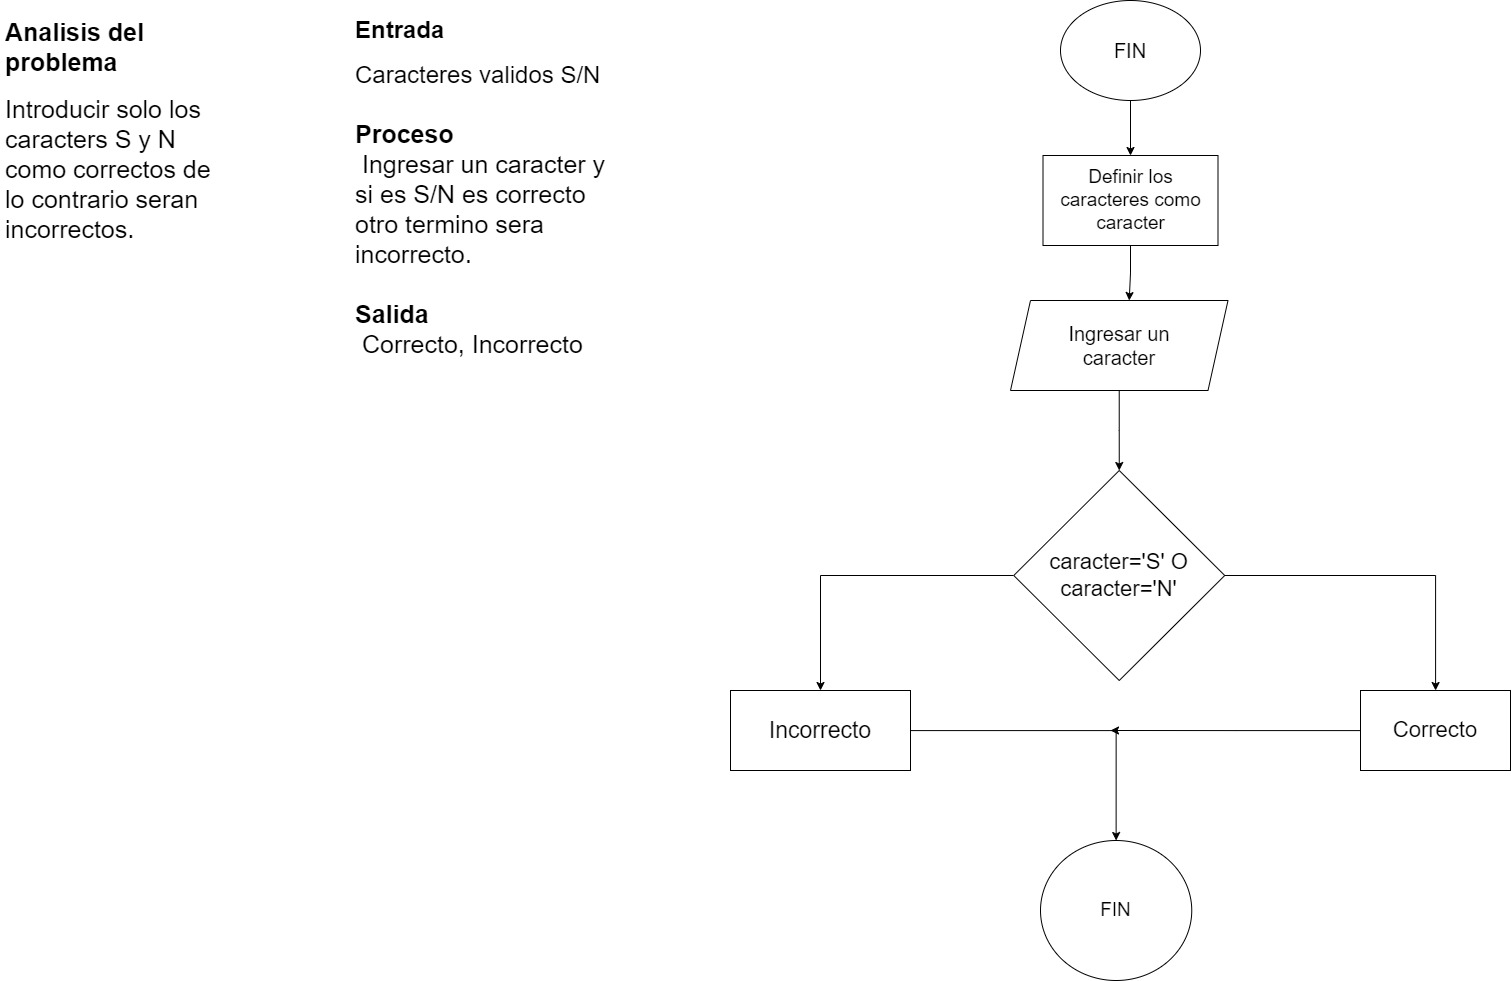 Analisis del
problema
Introducir solo los
caracters S y N
como correctos de
lo contrario seran
incorrectos.
Entrada
Caracteres validos S/N
Proceso
Ingresar un caracter y
si es S/N es correcto
otro termino sera
incorrecto.
Salida
Correcto, Incorrecto
FIN
Definir los
caracteres como
caracter
Ingresar un
caracter
caracter='S' O
caracter='N'
Incorrecto
Correcto
FIN